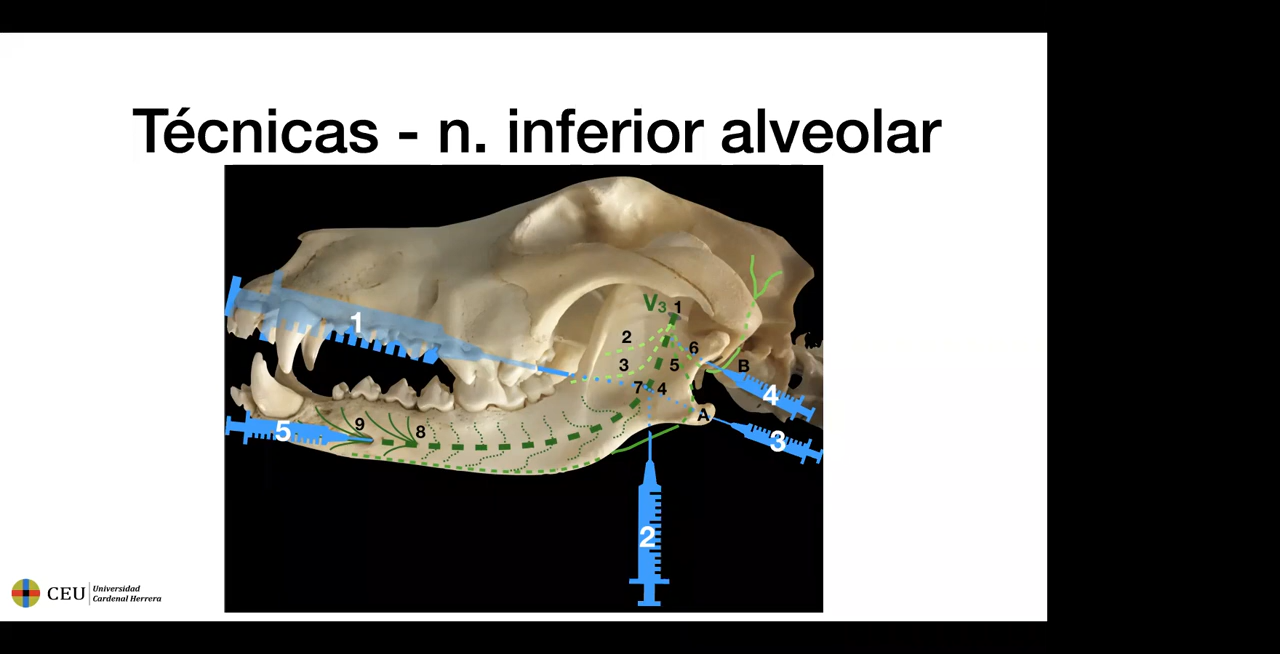 Técnicas - n. inferior alveolar
V3 1
1
2
6
3
5
B
7 4
4
A
9
8
5
3
2
CEU Universidad
Cardenal Herrera